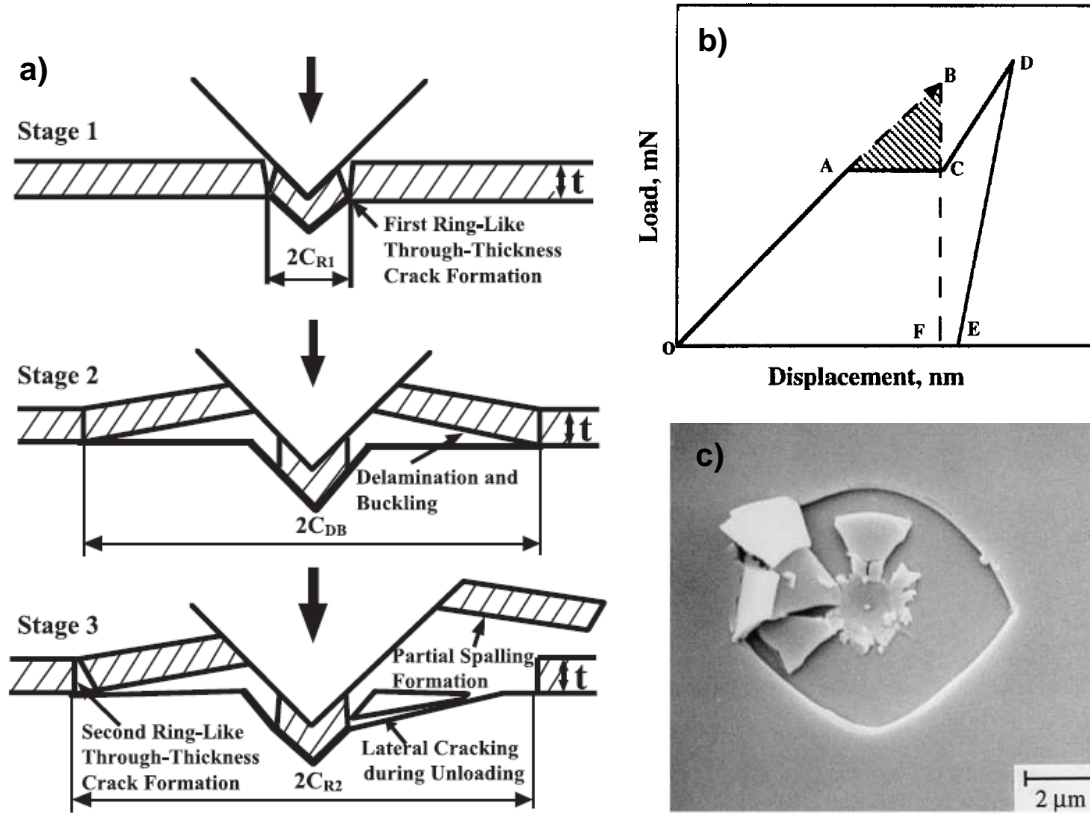 a)
Stage 1
t
First Ring-Like
Through-Thickness
Crack Formation
2C_R1
Stage 2
t
Delamination and
Buckling
2C_DB
Stage 3
t
Partial Spalling
Formation
Second Ring-Like
Through-Thickness
Crack Formation
Lateral Cracking
during Unloading
2C_R2
b)
Load, mN
A
B
C
D
O
F
E
Displacement, nm
c)
2 μm